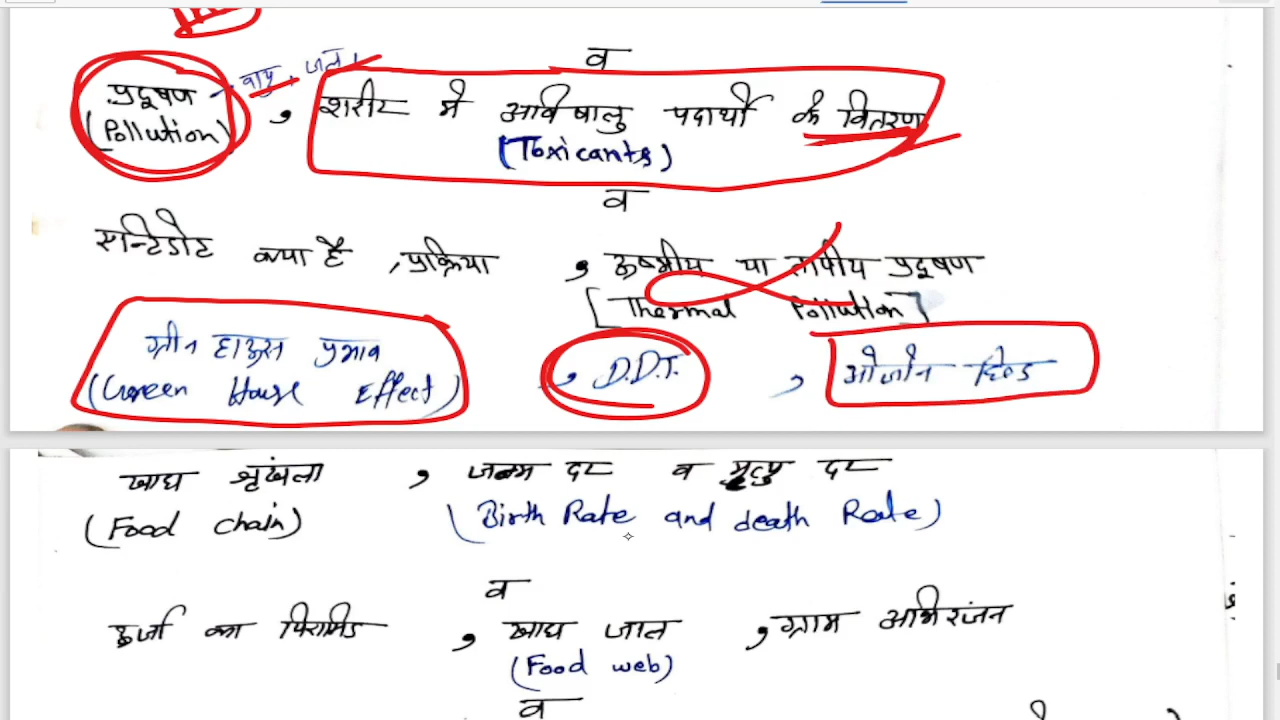 व
प्रदूषण - वायु, जल,
(Pollution) , शरीर में आविषालु पदार्थो के वितरण
(Toxicants)
व
एन्टिडोट क्या है , प्रक्रिया , ऊष्मीय या तापीय प्रदूषण
[Thermal Pollution]
ग्रीन हाऊस प्रभाव
(Green House Effect) , D.D.T. , ओजोन छिद्र
खाद्य श्रृंखला , जन्म दर व मृत्यु दर
(Food chain) (Birth Rate and death Rate)
व
ऊर्जा का पिरामिड , खाद्य जाल , ग्राम अभिरंजन
(Food web)
व